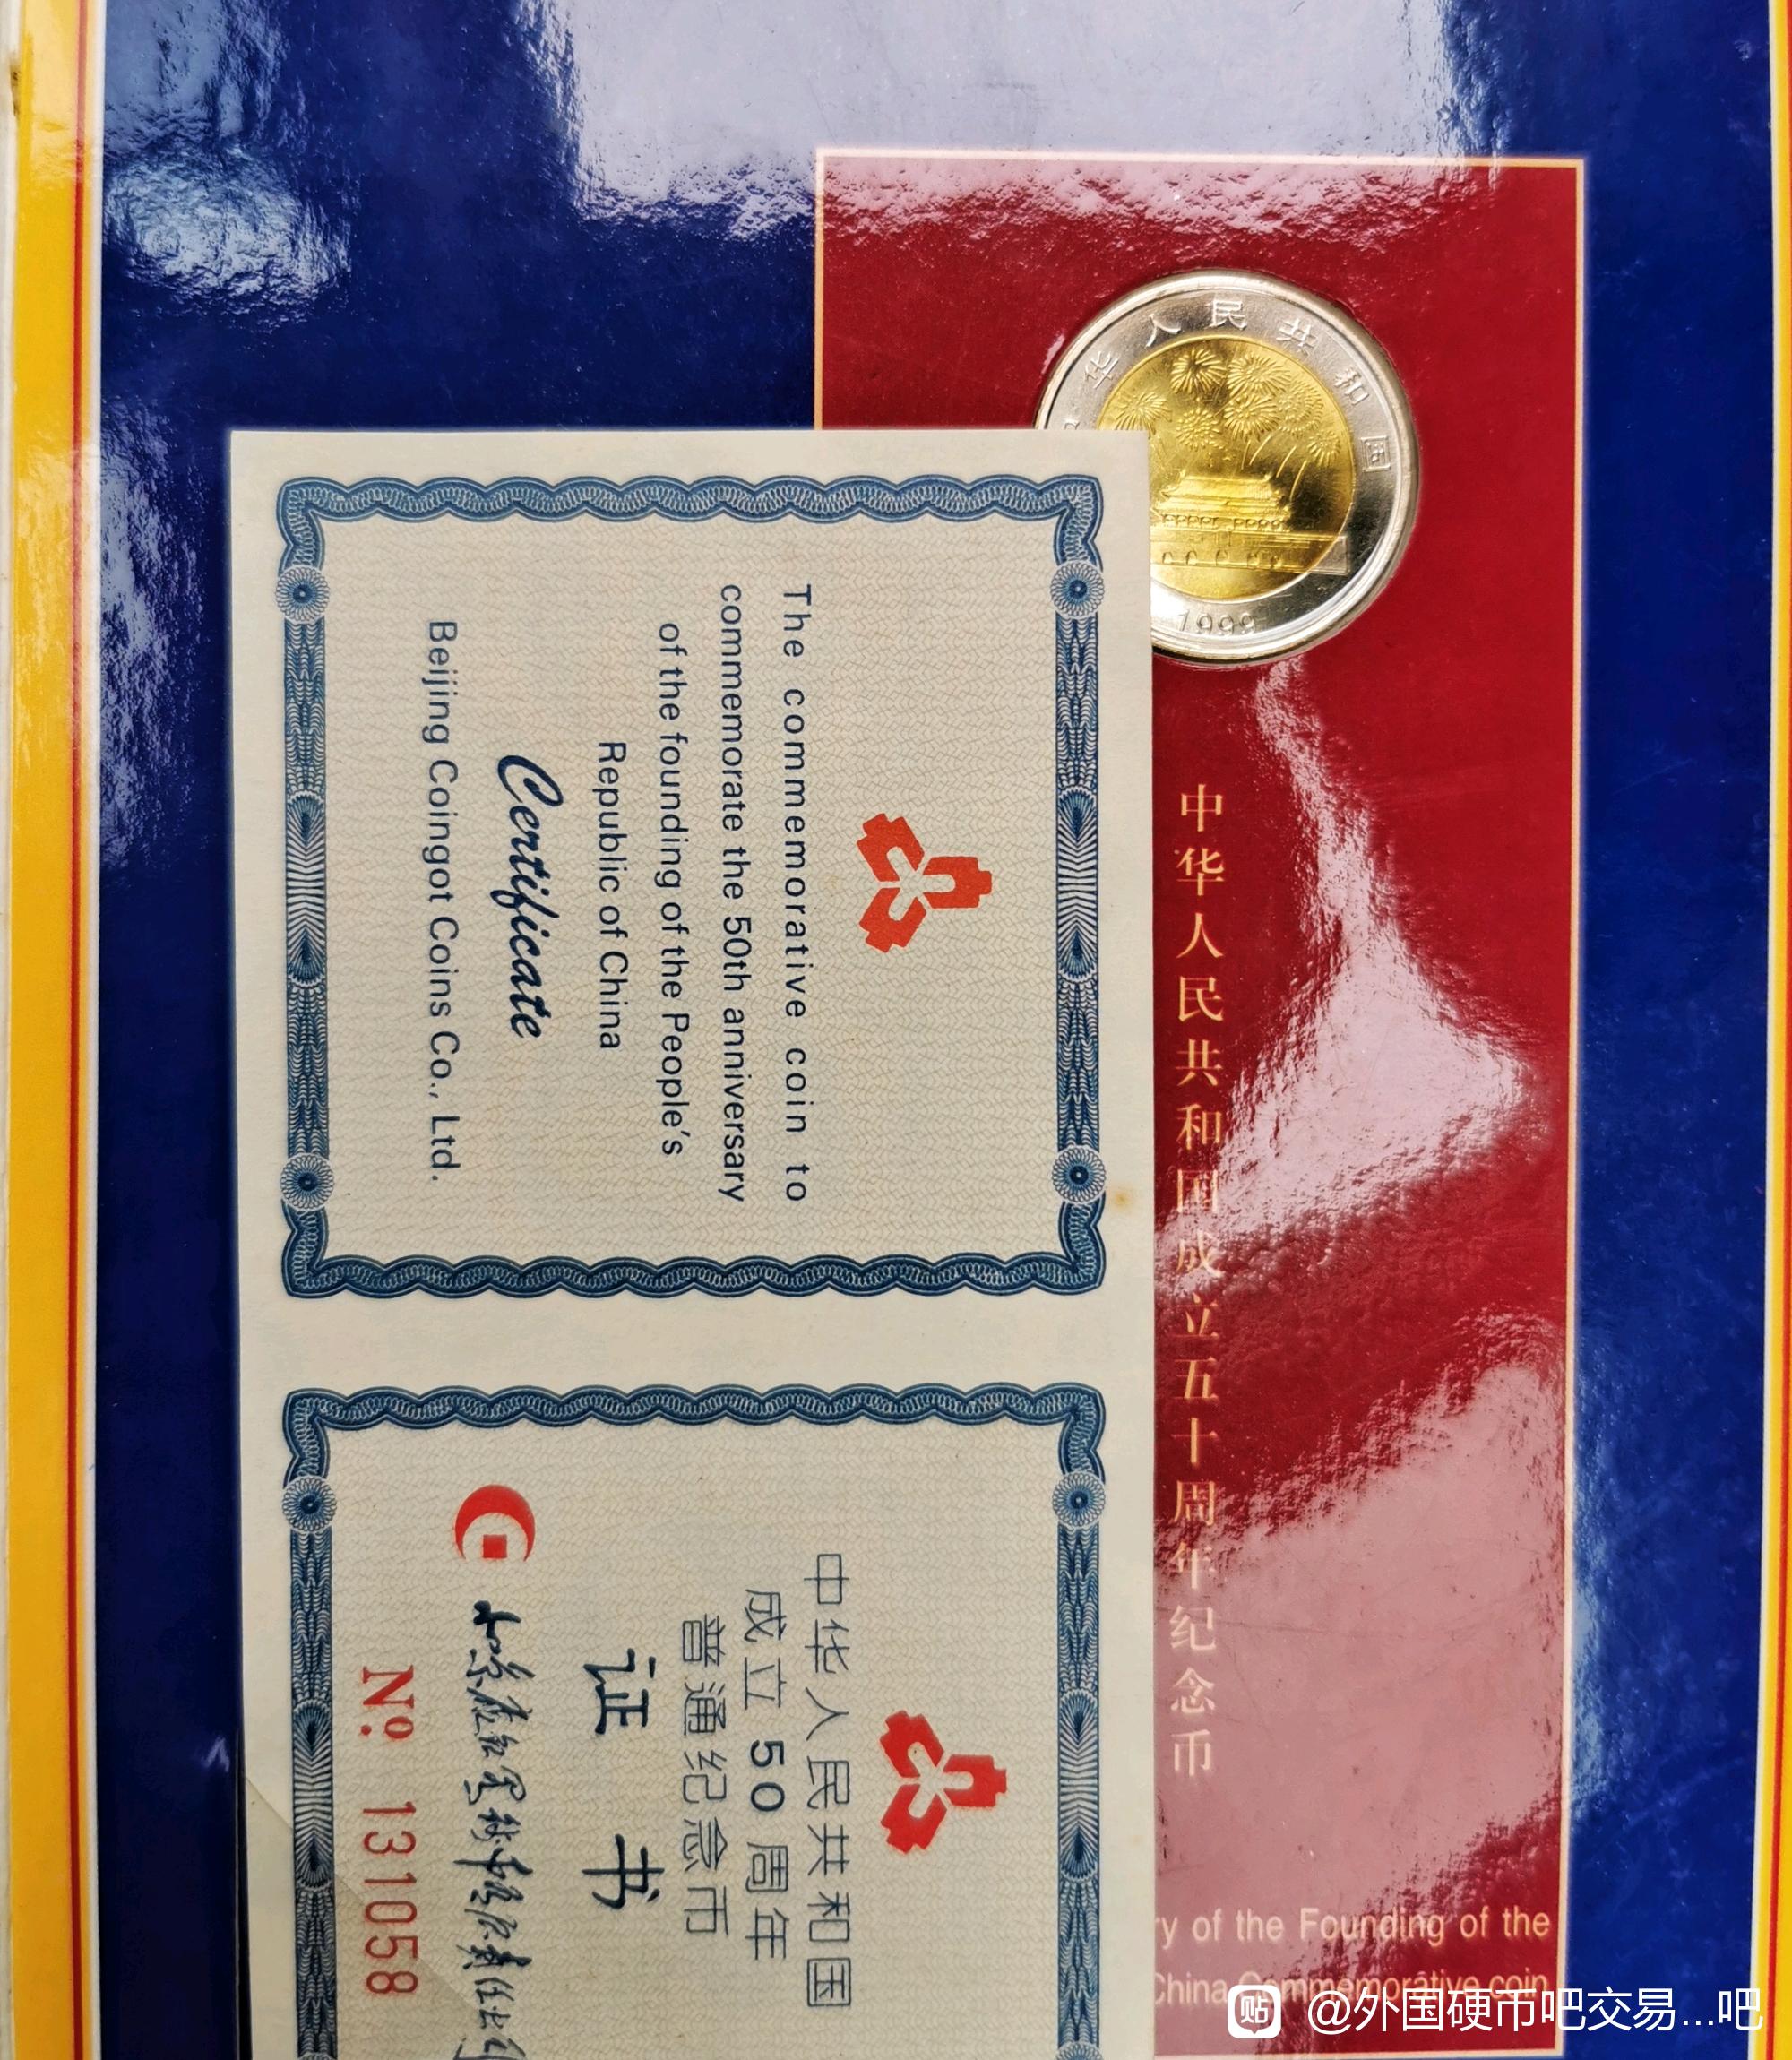 华人民共和国
1999
中华人民共和国成立五十周年纪念币
y of the Founding of the
China Commemorative coin
The commemorative coin to
commemorate the 50th anniversary
of the founding of the People's
Republic of China
Certificate
Beijing Coingot Coins Co., Ltd.
中华人民共和国
成立 50 周年
普通纪念币
证 书
№ 131058
贴 @外国硬币吧交易...吧